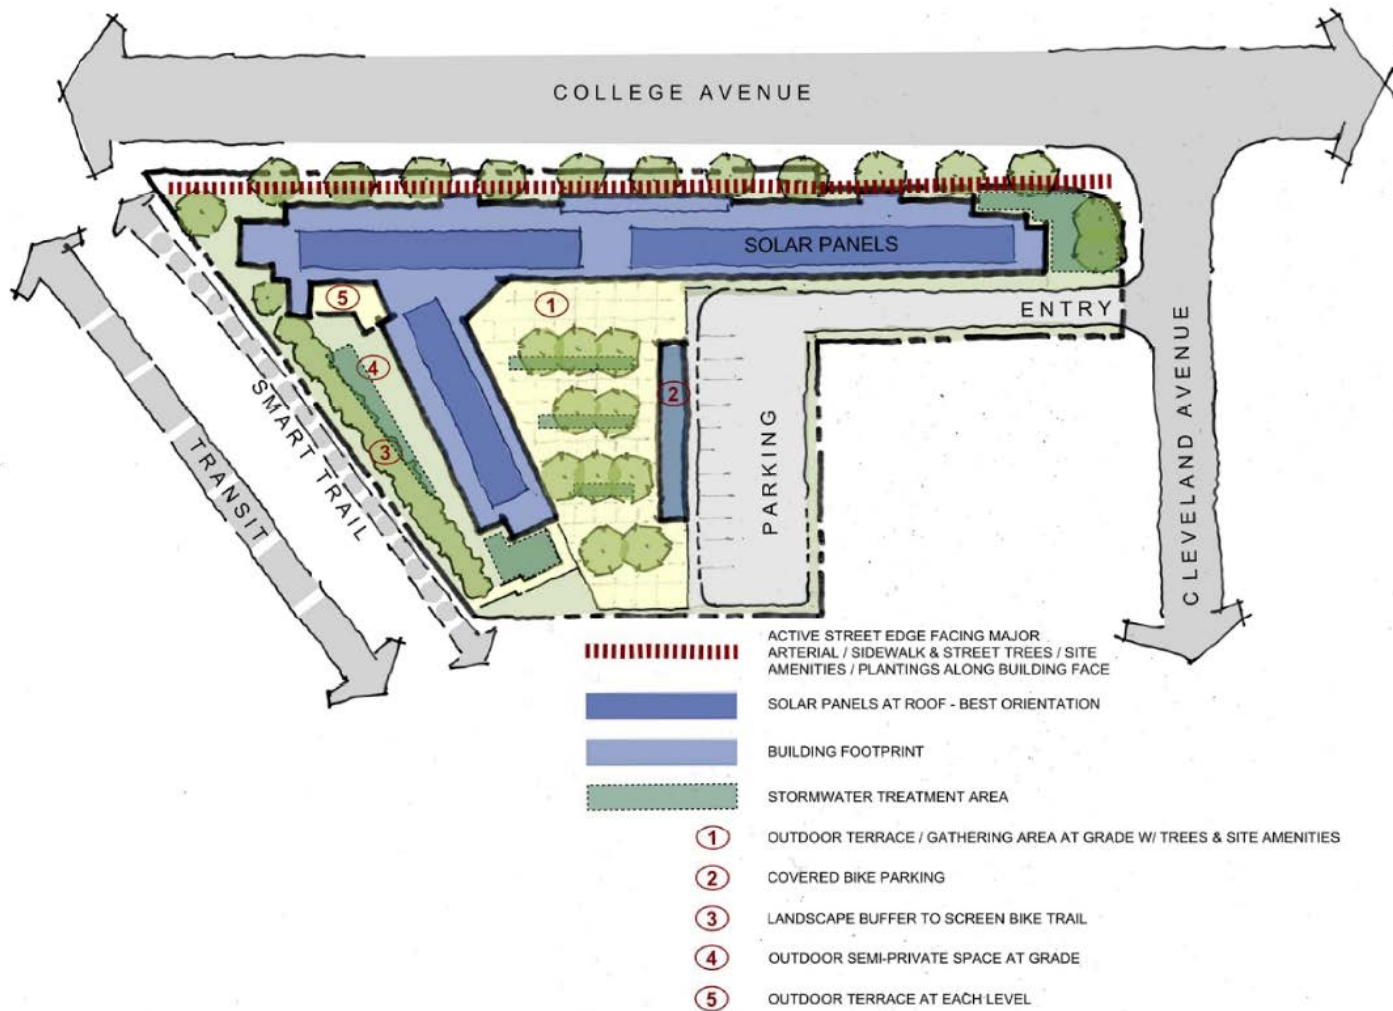 COLLEGE AVENUE
SOLAR PANELS
5
1
ENTRY
4
2
SMART TRAIL
3
TRANSIT
PARKING
CLEVELAND AVENUE
ACTIVE STREET EDGE FACING MAJOR
ARTERIAL / SIDEWALK & STREET TREES / SITE
AMENITIES / PLANTINGS ALONG BUILDING FACE
SOLAR PANELS AT ROOF - BEST ORIENTATION
BUILDING FOOTPRINT
STORMWATER TREATMENT AREA
1 OUTDOOR TERRACE / GATHERING AREA AT GRADE W/ TREES & SITE AMENITIES
2 COVERED BIKE PARKING
3 LANDSCAPE BUFFER TO SCREEN BIKE TRAIL
4 OUTDOOR SEMI-PRIVATE SPACE AT GRADE
5 OUTDOOR TERRACE AT EACH LEVEL